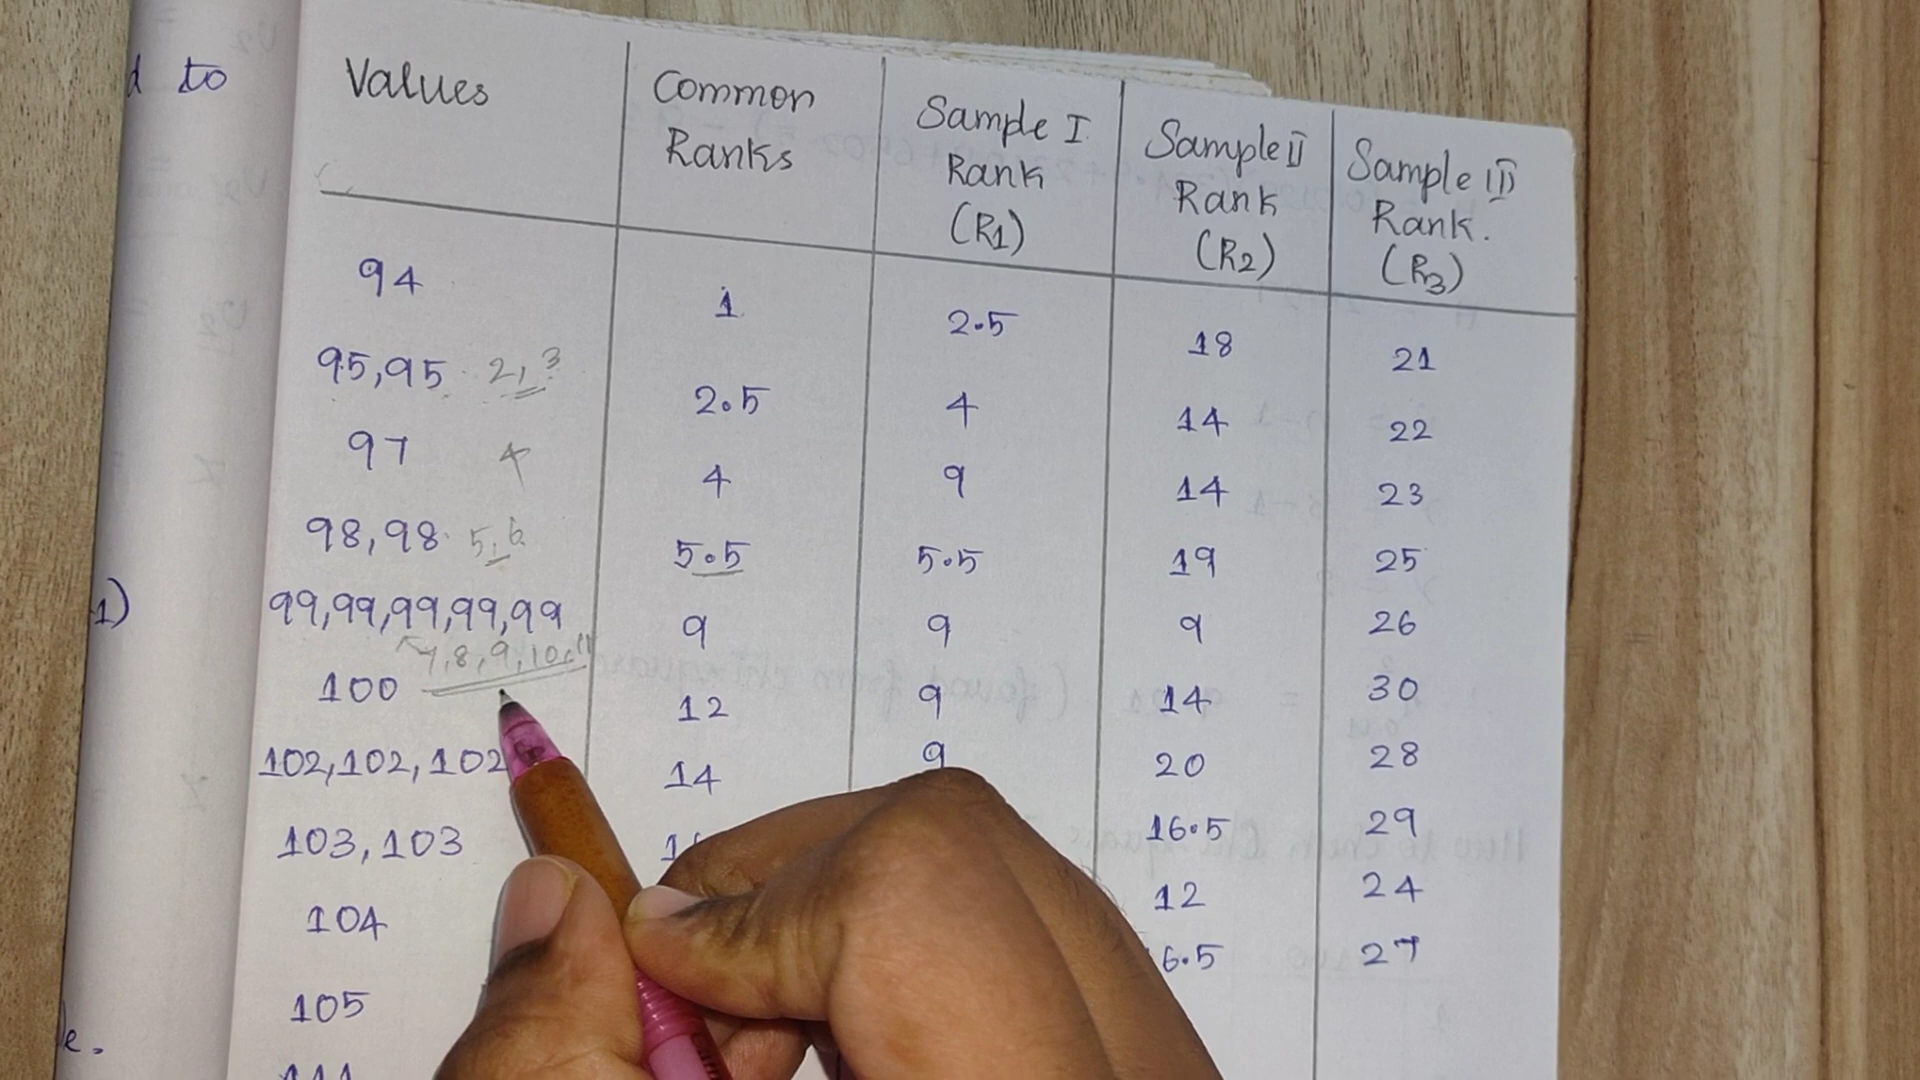 d to
Values
Common
Ranks
Sample I
Rank
(R1)
Sample II
Rank
(R2)
Sample III
Rank.
(R3)
94 1 2.5 18 21
95,95 2,3 2.5 4 14 22
97 4 4 9 14 23
98,98 5,6 5.5 5.5 19 25
1) 99,99,99,99,99 9 9 9 26
7,8,9,10,11
100 12 9 14 30
102,102,102 14 9 20 28
103,103 16.5 29
104 12 24
6.5 27
105
e.
111